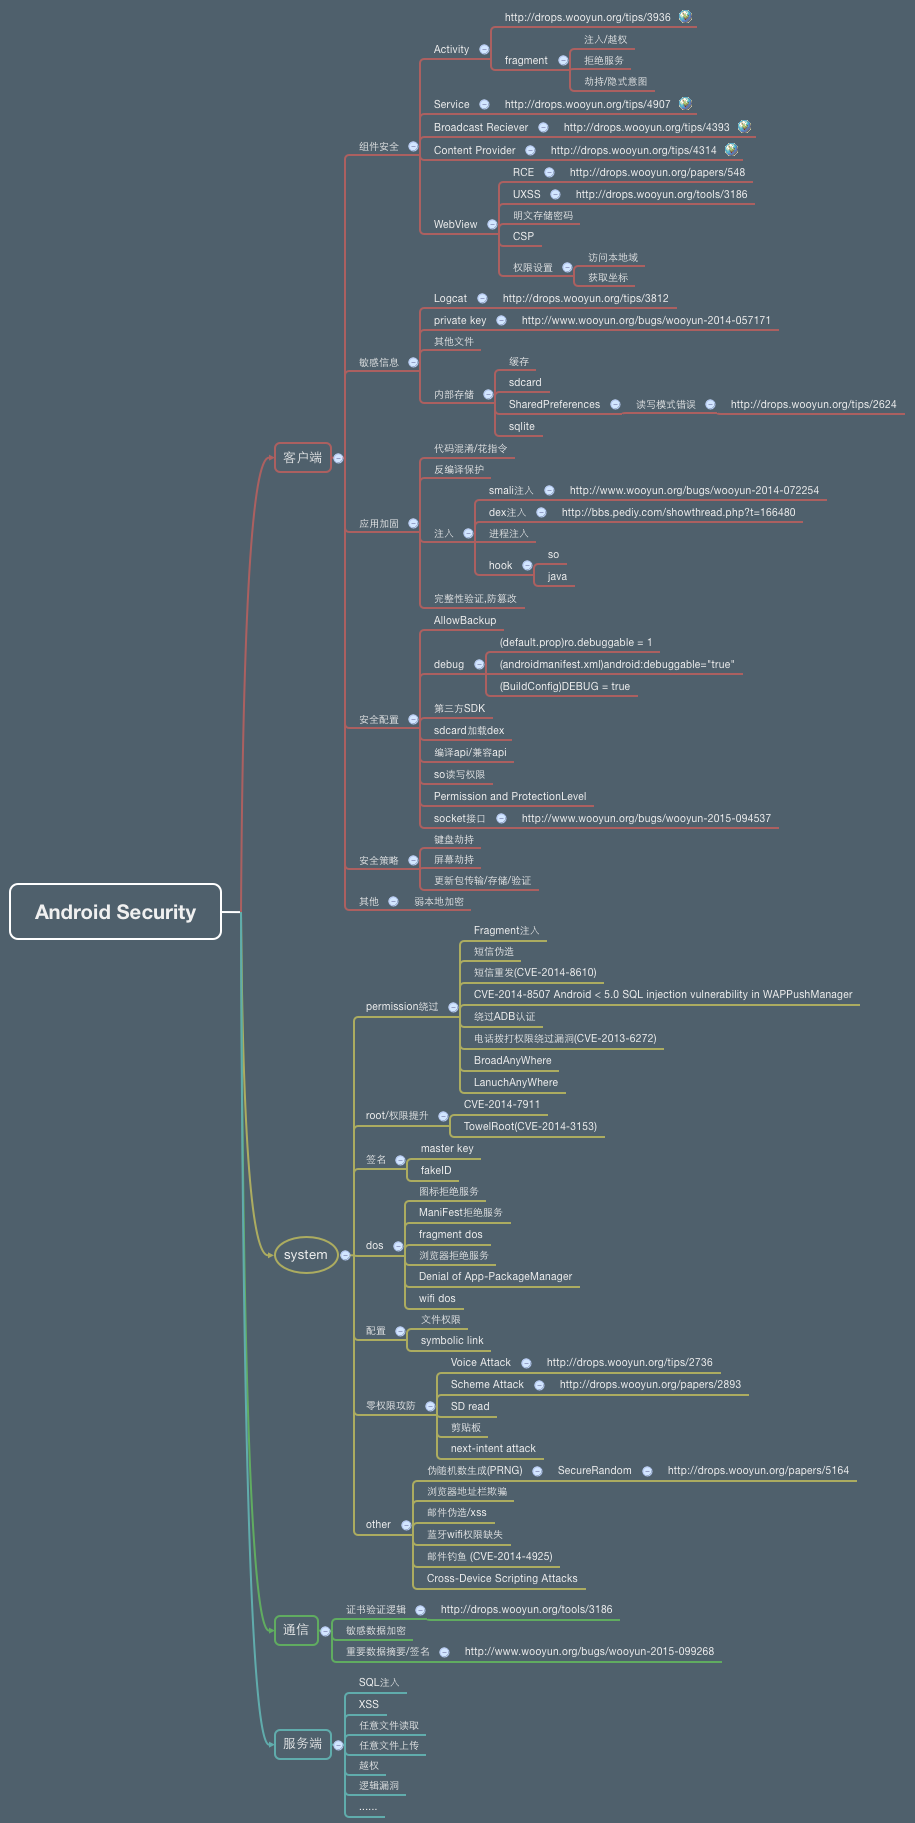 Android Security
客户端
组件安全
Activity
http://drops.wooyun.org/tips/3936
fragment
注入/越权
拒绝服务
劫持/隐式意图
Service
http://drops.wooyun.org/tips/4907
Broadcast Reciever
http://drops.wooyun.org/tips/4393
Content Provider
http://drops.wooyun.org/tips/4314
WebView
RCE
http://drops.wooyun.org/papers/548
UXSS
http://drops.wooyun.org/tools/3186
明文存储密码
CSP
权限设置
访问本地域
获取坐标
敏感信息
Logcat
http://drops.wooyun.org/tips/3812
private key
http://www.wooyun.org/bugs/wooyun-2014-057171
其他文件
内部存储
缓存
sdcard
SharedPreferences
读写模式错误
http://drops.wooyun.org/tips/2624
sqlite
应用加固
代码混淆/花指令
反编译保护
注入
smali注入
http://www.wooyun.org/bugs/wooyun-2014-072254
dex注入
http://bbs.pediy.com/showthread.php?t=166480
进程注入
hook
so
java
完整性验证,防篡改
安全配置
AllowBackup
debug
(default.prop)ro.debuggable = 1
(androidmanifest.xml)android:debuggable="true"
(BuildConfig)DEBUG = true
第三方SDK
sdcard加载dex
编译api/兼容api
so读写权限
Permission and ProtectionLevel
socket接口
http://www.wooyun.org/bugs/wooyun-2015-094537
安全策略
键盘劫持
屏幕劫持
更新包传输/存储/验证
其他
弱本地加密
system
permission绕过
Fragment注入
短信伪造
短信重发(CVE-2014-8610)
CVE-2014-8507 Android < 5.0 SQL injection vulnerability in WAPPushManager
绕过ADB认证
电话拨打权限绕过漏洞(CVE-2013-6272)
BroadAnyWhere
LanuchAnyWhere
root/权限提升
CVE-2014-7911
TowelRoot(CVE-2014-3153)
签名
master key
fakeID
dos
图标拒绝服务
ManiFest拒绝服务
fragment dos
浏览器拒绝服务
Denial of App-PackageManager
wifi dos
配置
文件权限
symbolic link
零权限攻防
Voice Attack
http://drops.wooyun.org/tips/2736
Scheme Attack
http://drops.wooyun.org/papers/2893
SD read
剪贴板
next-intent attack
other
伪随机数生成(PRNG)
SecureRandom
http://drops.wooyun.org/papers/5164
浏览器地址栏欺骗
邮件伪造/xss
蓝牙wifi权限缺失
邮件钓鱼 (CVE-2014-4925)
Cross-Device Scripting Attacks
通信
证书验证逻辑
http://drops.wooyun.org/tools/3186
敏感数据加密
重要数据摘要/签名
http://www.wooyun.org/bugs/wooyun-2015-099268
服务端
SQL注入
XSS
任意文件读取
任意文件上传
越权
逻辑漏洞
......